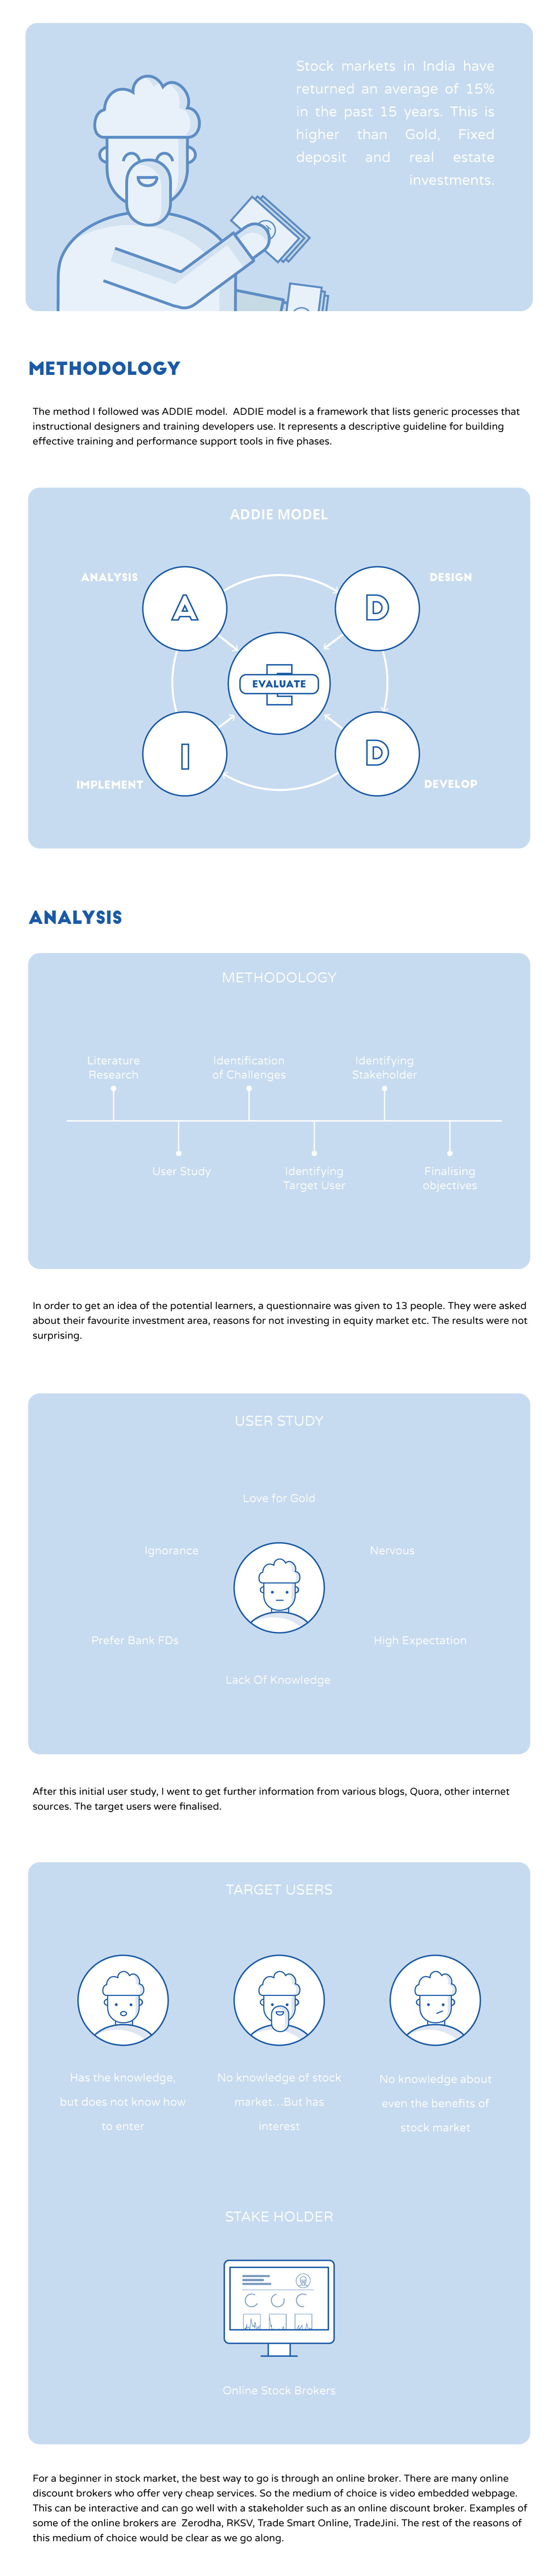 Stock markets in India have
returned an average of 15%
in the past 15 years. This is
higher than Gold, Fixed
deposit and real estate
investments.
METHODOLOGY
The method I followed was ADDIE model.  ADDIE model is a framework that lists generic processes that
instructional designers and training developers use. It represents a descriptive guideline for building
effective training and performance support tools in five phases.
ADDIE MODEL
ANALYSIS
DESIGN
A
D
E
EVALUATE
I
D
IMPLEMENT
DEVELOP
ANALYSIS
METHODOLOGY
Literature
Research
Identification
of Challenges
Identifying
Stakeholder
User Study
Identifying
Target User
Finalising
objectives
In order to get an idea of the potential learners, a questionnaire was given to 13 people. They were asked
about their favourite investment area, reasons for not investing in equity market etc. The results were not
surprising.
USER STUDY
Love for Gold
Ignorance
Nervous
Prefer Bank FDs
High Expectation
Lack Of Knowledge
After this initial user study, I went to get further information from various blogs, Quora, other internet
sources. The target users were finalised.
TARGET USERS
Has the knowledge,
but does not know how
to enter
No knowledge of stock
market...But has
interest
No knowledge about
even the benefits of
stock market
STAKE HOLDER
Online Stock Brokers
For a beginner in stock market, the best way to go is through an online broker. There are many online
discount brokers who offer very cheap services. So the medium of choice is video embedded webpage.
This can be interactive and can go well with a stakeholder such as an online discount broker. Examples of
some of the online brokers are  Zerodha, RKSV, Trade Smart Online, TradeJini. The rest of the reasons of
this medium of choice would be clear as we go along.